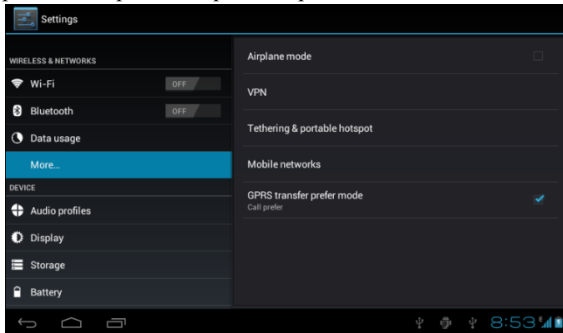 Settings
WIRELESS & NETWORKS
Wi-Fi OFF
Bluetooth OFF
Data usage
More...
DEVICE
Audio profiles
Display
Storage
Battery
Airplane mode
VPN
Tethering & portable hotspot
Mobile networks
GPRS transfer prefer mode
Call prefer
8:53